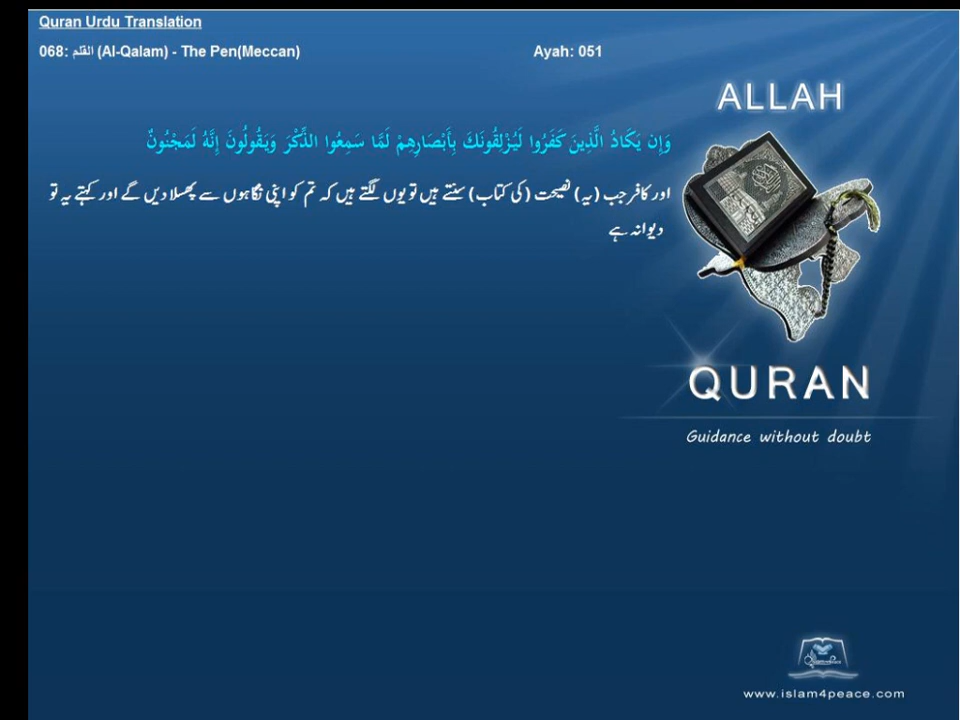 Quran Urdu Translation
068: القلم (Al-Qalam) - The Pen(Meccan) Ayah: 051
ALLAH
وَإِن يَكَادُ الَّذِينَ كَفَرُوا لَيُزْلِقُونَكَ بِأَبْصَارِهِمْ لَمَّا سَمِعُوا الذِّكْرَ وَيَقُولُونَ إِنَّهُ لَمَجْنُونٌ
اور کافر جب (یہ) نصیحت (کی کتاب) سنتے ہیں تو یوں لگتے ہیں کہ تم کو اپنی نگاہوں سے پھسلا دیں گے اور کہتے یہ تو
دیوانہ ہے
QURAN
Guidance without doubt
www.islam4peace.com